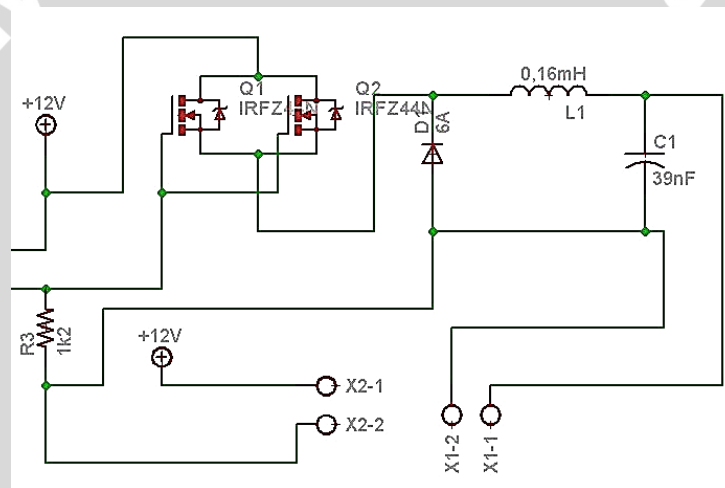 +12V
Q1
IRFZ44N
Q2
IRFZ44N
D1
6A
0,16mH
L1
C1
39nF
R3
1k2
+12V
X2-1
X2-2
X1-2
X1-1